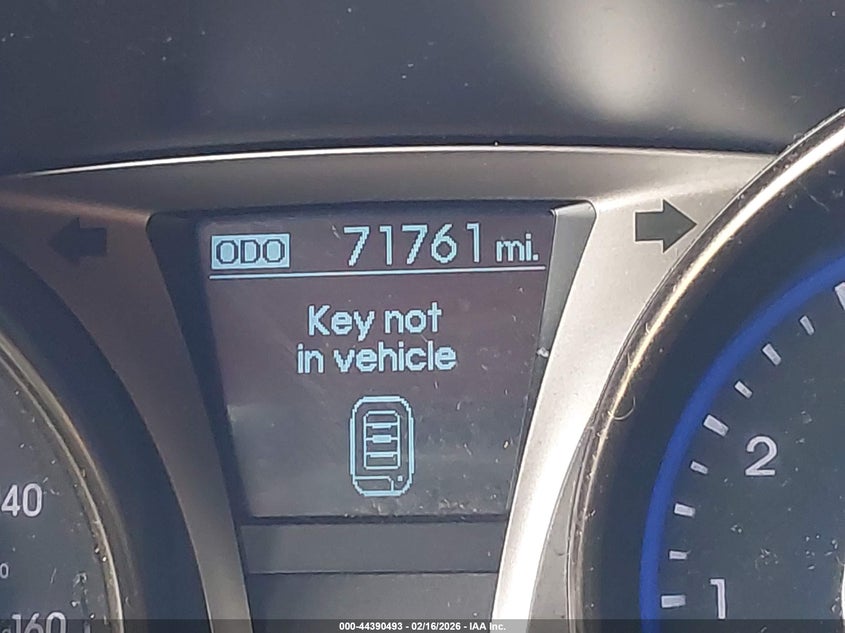 ODO 71761 mi.
Key not
in vehicle
2
40
1
160
000-44390493 - 02/16/2026 - IAA Inc.